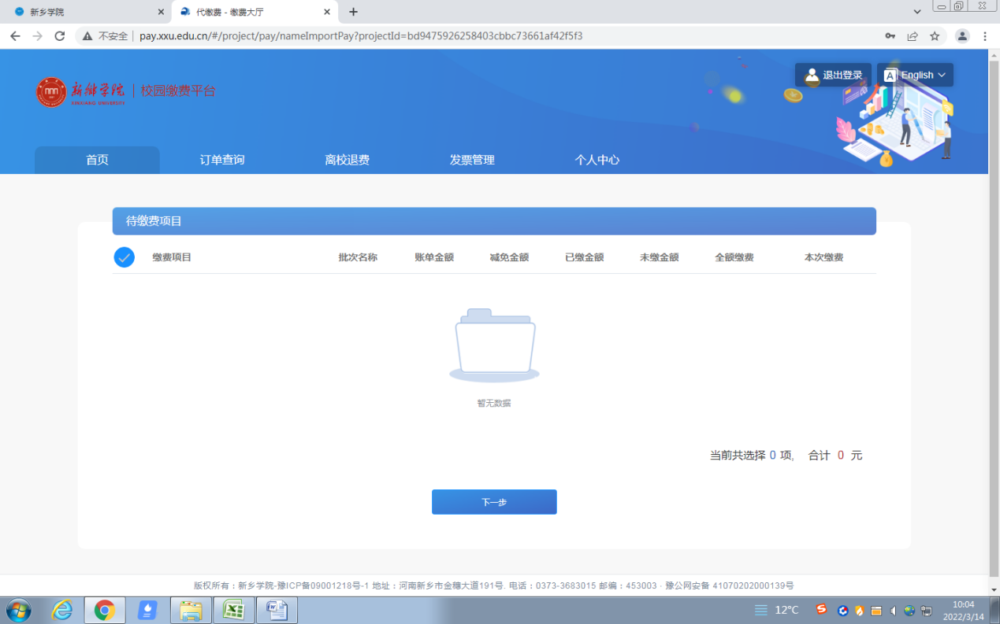 新乡学院
代缴费 - 缴费大厅
不安全
pay.xxu.edu.cn/#/project/pay/nameImportPay?projectId=bd9475926258403cbbc73661af42f5f3
新乡学院
XINXIANG UNIVERSITY
校园缴费平台
退出登录
A English
首页 订单查询 离校退费 发票管理 个人中心
待缴费项目
缴费项目 批次名称 账单金额 减免金额 已缴金额 未缴金额 全额缴费 本次缴费
暂无数据
当前共选择 0 项, 合计 0 元
下一步
版权所有：新乡学院-豫ICP备09001218号-1 地址：河南新乡市金穗大道191号. 电话：0373-3683015 邮编：453003 · 豫公网安备 41070202000139号
12°C
10:04
2022/3/14